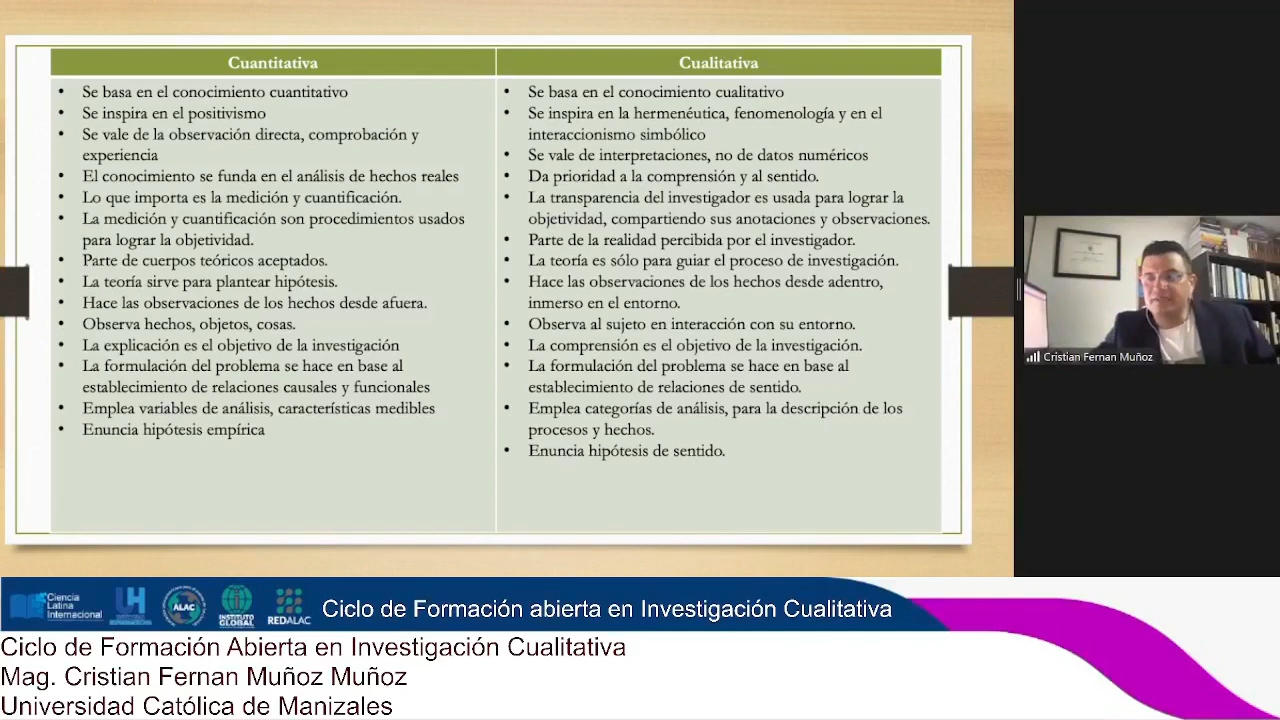 Cuantitativa
• Se basa en el conocimiento cuantitativo
• Se inspira en el positivismo
• Se vale de la observación directa, comprobación y
experiencia
• El conocimiento se funda en el análisis de hechos reales
• Lo que importa es la medición y cuantificación.
• La medición y cuantificación son procedimientos usados
para lograr la objetividad.
• Parte de cuerpos teóricos aceptados.
• La teoría sirve para plantear hipótesis.
• Hace las observaciones de los hechos desde afuera.
• Observa hechos, objetos, cosas.
• La explicación es el objetivo de la investigación
• La formulación del problema se hace en base al
establecimiento de relaciones causales y funcionales
• Emplea variables de análisis, características medibles
• Enuncia hipótesis empírica
Cualitativa
• Se basa en el conocimiento cualitativo
• Se inspira en la hermenéutica, fenomenología y en el
interaccionismo simbólico
• Se vale de interpretaciones, no de datos numéricos
• Da prioridad a la comprensión y al sentido.
• La transparencia del investigador es usada para lograr la
objetividad, compartiendo sus anotaciones y observaciones.
• Parte de la realidad percibida por el investigador.
• La teoría es sólo para guiar el proceso de investigación.
• Hace las observaciones de los hechos desde adentro,
inmerso en el entorno.
• Observa al sujeto en interacción con su entorno.
• La comprensión es el objetivo de la investigación.
• La formulación del problema se hace en base al
establecimiento de relaciones de sentido.
• Emplea categorías de análisis, para la descripción de los
procesos y hechos.
• Enuncia hipótesis de sentido.
Cristian Fernan Muñoz
Ciencia
Latina
Internacional
UH
ALAC
INSTITUTO
GLOBAL
REDALAC
Ciclo de Formación abierta en Investigación Cualitativa
Ciclo de Formación Abierta en Investigación Cualitativa
Mag. Cristian Fernan Muñoz Muñoz
Universidad Católica de Manizales